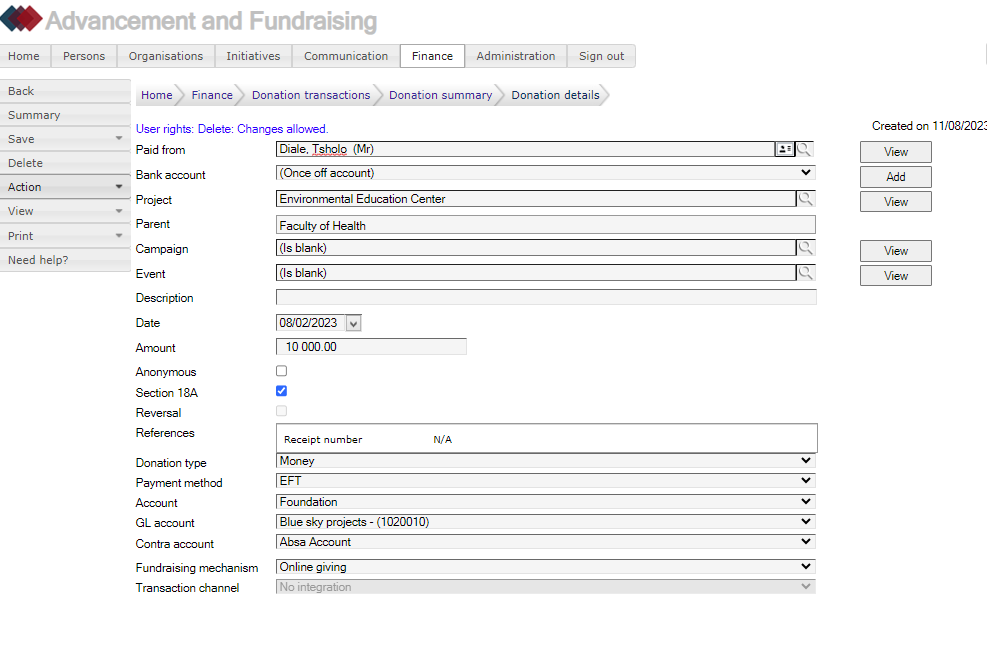 Advancement and Fundraising
Home Persons Organisations Initiatives Communication Finance Administration Sign out
Back
Summary
Save
Delete
Action
View
Print
Need help?
Home Finance Donation transactions Donation summary Donation details
User rights: Delete: Changes allowed.
Created on 11/08/2023
Paid from Diale, Tsholo (Mr) View
Bank account (Once off account) Add
Project Environmental Education Center View
Parent Faculty of Health
Campaign (Is blank) View
Event (Is blank) View
Description
Date 08/02/2023
Amount 10 000.00
Anonymous
Section 18A
Reversal
References
Receipt number N/A
Donation type Money
Payment method EFT
Account Foundation
GL account Blue sky projects - (1020010)
Contra account Absa Account
Fundraising mechanism Online giving
Transaction channel No integration